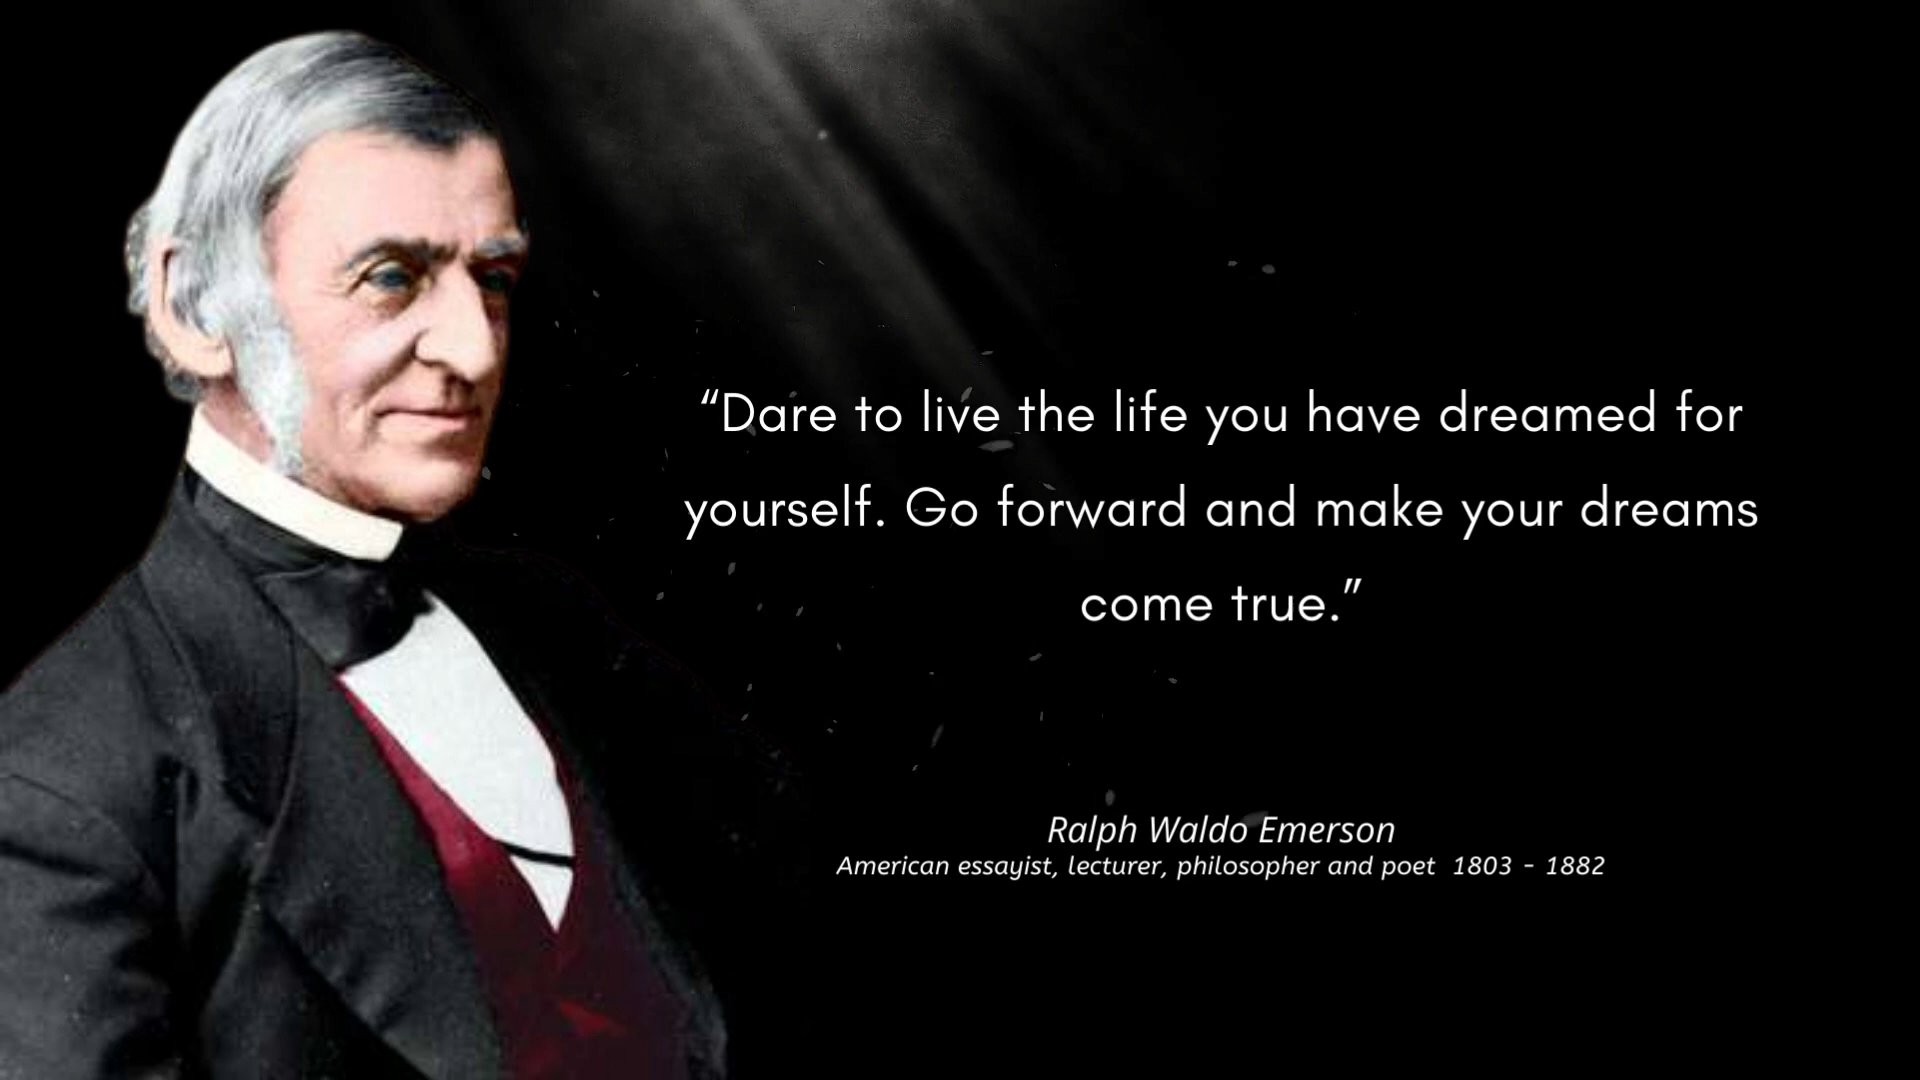 “Dare to live the life you have dreamed for
yourself. Go forward and make your dreams
come true.”
Ralph Waldo Emerson
American essayist, lecturer, philosopher and poet 1803 - 1882